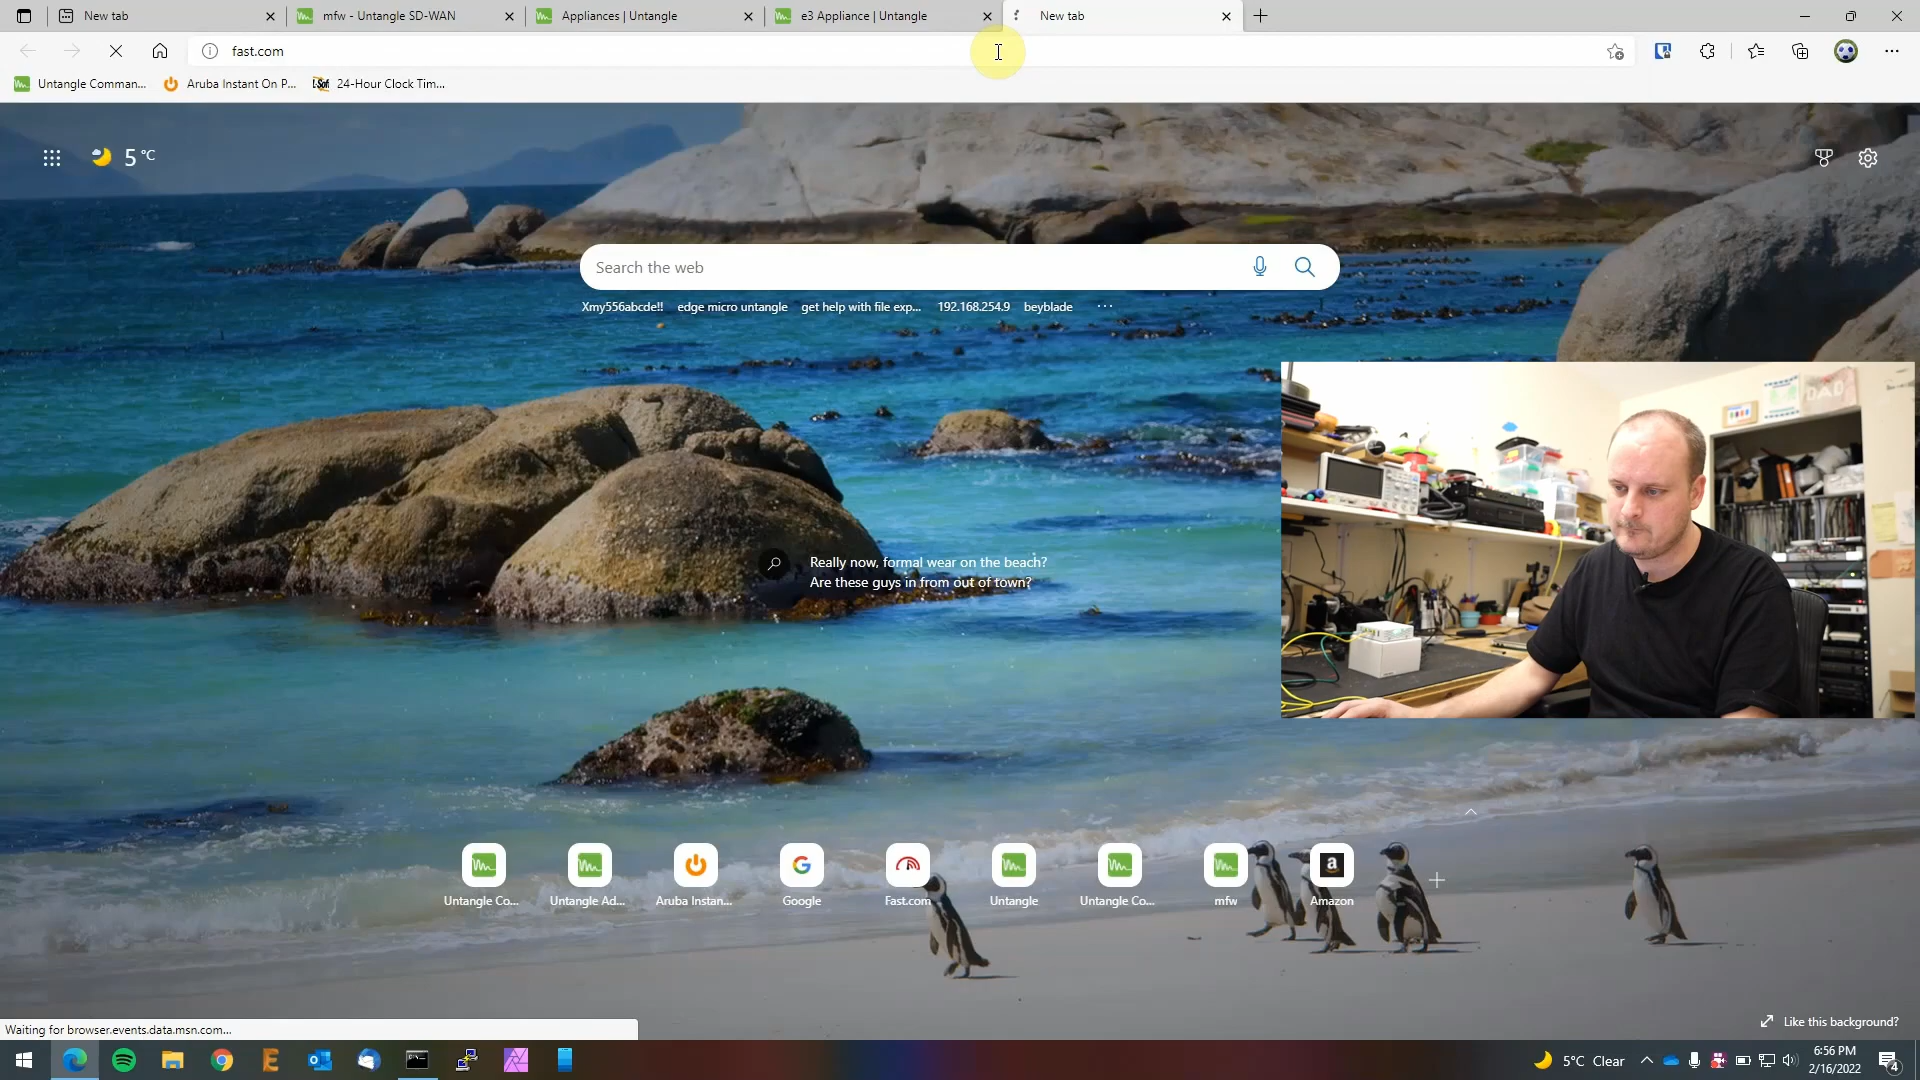 New tab
mfw - Untangle SD-WAN
Appliances | Untangle
e3 Appliance | Untangle
New tab
fast.com
Untangle Comman...
Aruba Instant On P...
24-Hour Clock Tim...
5 °C
Search the web
Xmy556abcde!! edge micro untangle get help with file exp... 192.168.254.9 beyblade
Really now, formal wear on the beach?
Are these guys in from out of town?
DAD
Untangle Co...
Untangle Ad...
Aruba Instan...
Google
Fast.com
Untangle
Untangle Co...
mfw
Amazon
Like this background?
Waiting for browser.events.data.msn.com...
5°C Clear
6:56 PM
2/16/2022
4